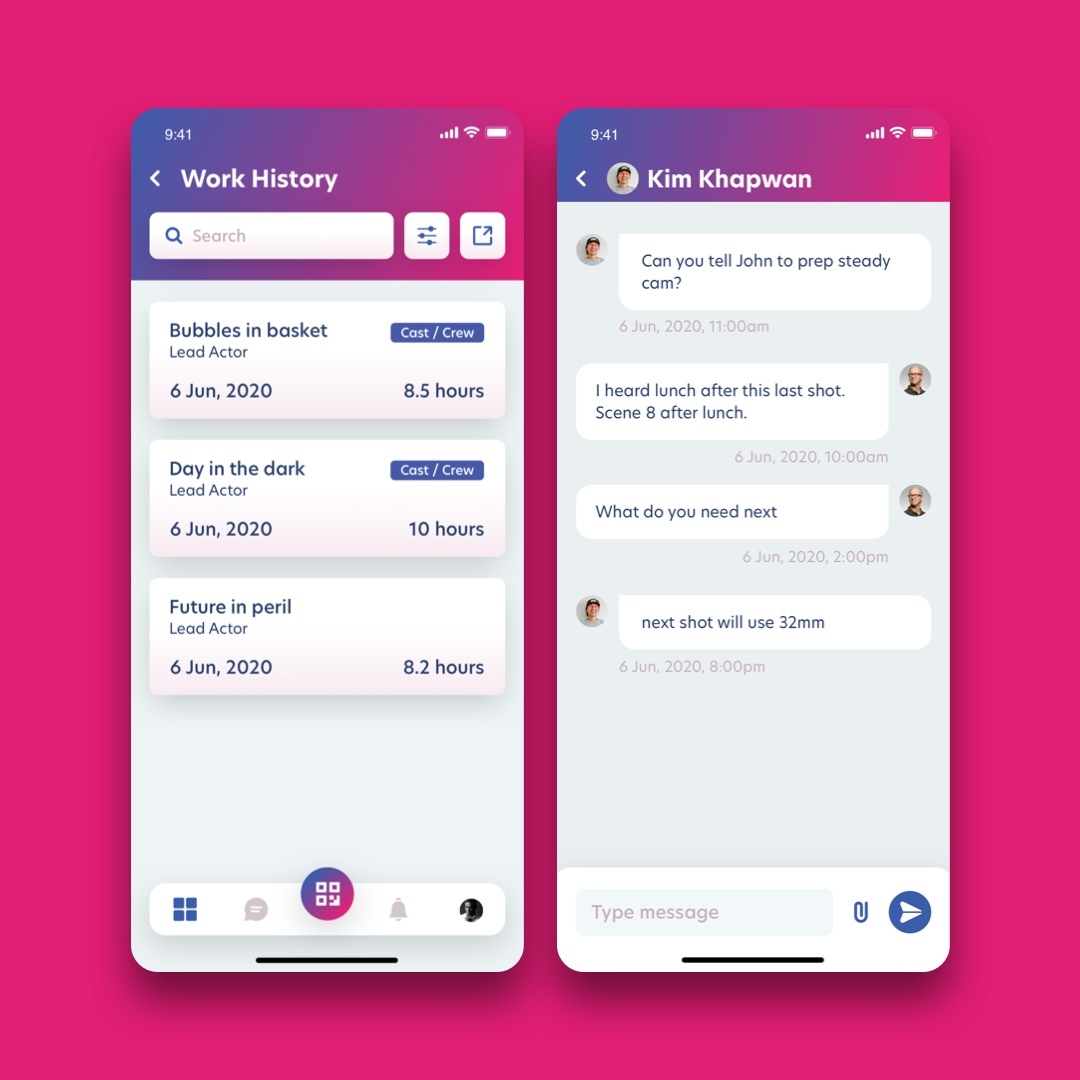 9:41
Work History
Search
Bubbles in basket
Cast / Crew
Lead Actor
6 Jun, 2020
8.5 hours
Day in the dark
Cast / Crew
Lead Actor
6 Jun, 2020
10 hours
Future in peril
Lead Actor
6 Jun, 2020
8.2 hours
9:41
Kim Khapwan
Can you tell John to prep steady
cam?
6 Jun, 2020, 11:00am
I heard lunch after this last shot.
Scene 8 after lunch.
6 Jun, 2020, 10:00am
What do you need next
6 Jun, 2020, 2:00pm
next shot will use 32mm
6 Jun, 2020, 8:00pm
Type message